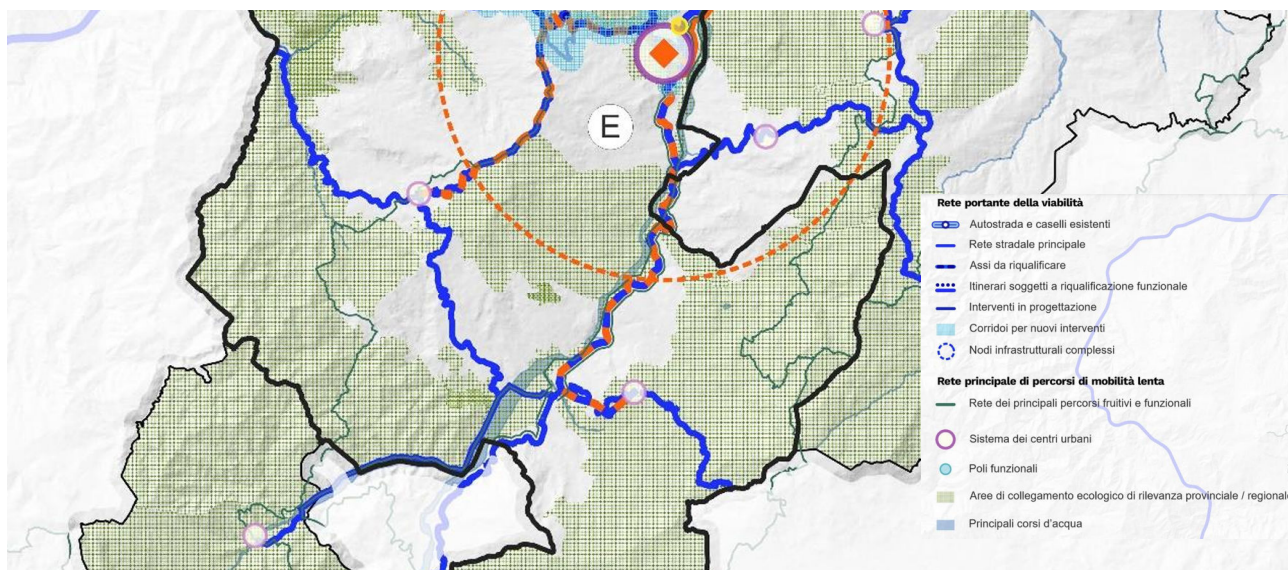 E
Rete portante della viabilità
Autostrada e caselli esistenti
Rete stradale principale
Assi da riqualificare
Itinerari soggetti a riqualificazione funzionale
Interventi in progettazione
Corridoi per nuovi interventi
Nodi infrastrutturali complessi
Rete principale di percorsi di mobilità lenta
Rete dei principali percorsi fruitivi e funzionali
Sistema dei centri urbani
Poli funzionali
Aree di collegamento ecologico di rilevanza provinciale / regionale
Principali corsi d'acqua